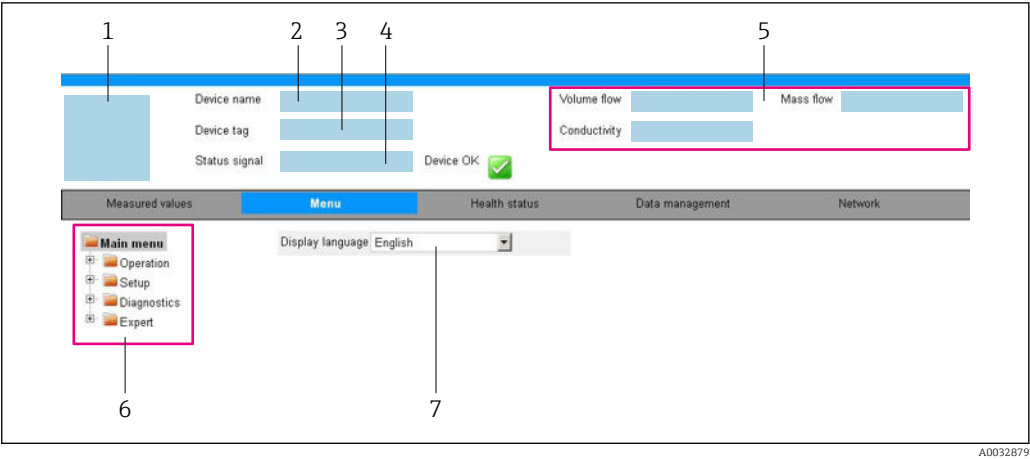 1 2 3 4 5
Device name Volume flow Mass flow
Device tag Conductivity
Status signal Device OK
Measured values Menu Health status Data management Network
Main menu Display language English
Operation
Setup
Diagnostics
Expert
6 7
A0032879